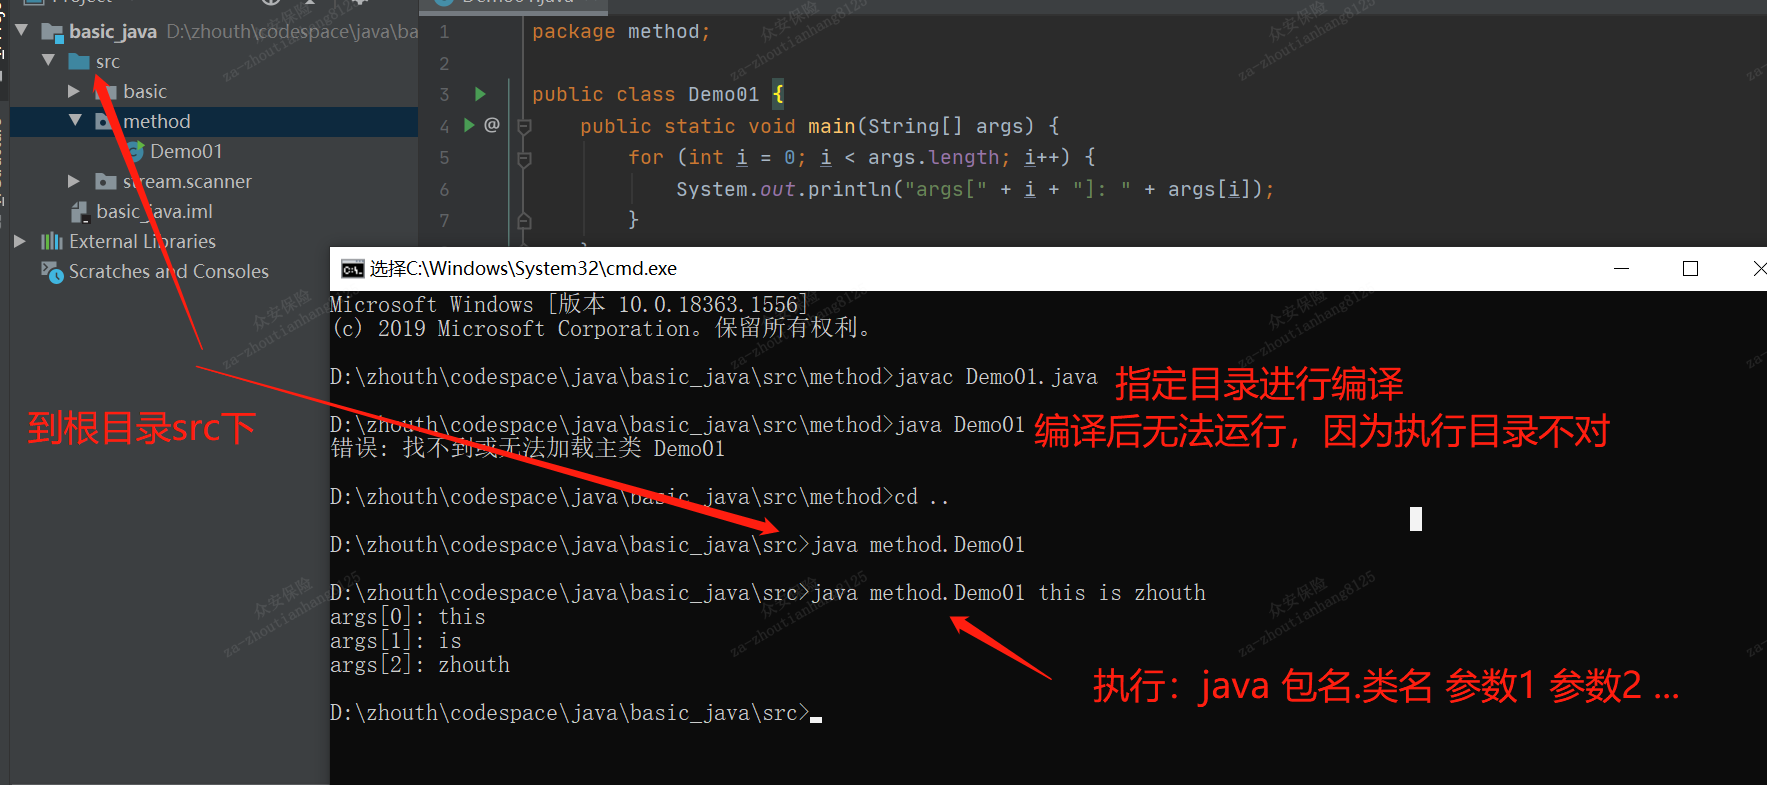 Project
basic_java D:\zhouth\codespace\java\ba
src
basic
method
Demo01
stream.scanner
basic_java.iml
External Libraries
Scratches and Consoles
Demo01.java
1 package method;
2
3 public class Demo01 {
4 @ public static void main(String[] args) {
5 for (int i = 0; i < args.length; i++) {
6 System.out.println("args[" + i + "]: " + args[i]);
7 }
选择C:\Windows\System32\cmd.exe
Microsoft Windows [版本 10.0.18363.1556]
(c) 2019 Microsoft Corporation。保留所有权利。
D:\zhouth\codespace\java\basic_java\src\method>javac Demo01.java
指定目录进行编译
D:\zhouth\codespace\java\basic_java\src\method>java Demo01
编译后无法运行，因为执行目录不对
错误: 找不到或无法加载主类 Demo01
到根目录src下
D:\zhouth\codespace\java\basic_java\src\method>cd ..
D:\zhouth\codespace\java\basic_java\src>java method.Demo01
D:\zhouth\codespace\java\basic_java\src>java method.Demo01 this is zhouth
args[0]: this
args[1]: is
args[2]: zhouth
执行：java 包名.类名 参数1 参数2 ...
D:\zhouth\codespace\java\basic_java\src>
众安保险
za-zhoutianhang8125